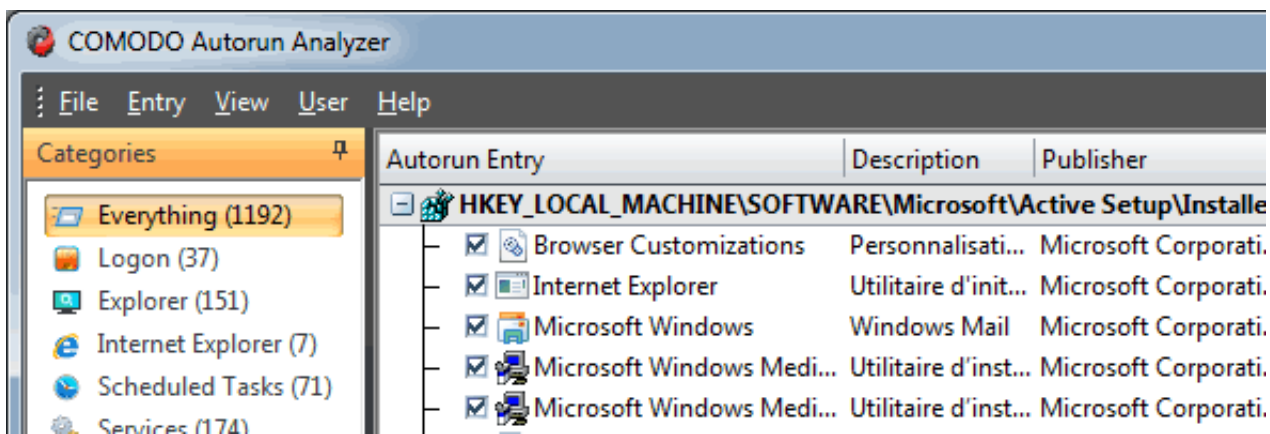 COMODO Autorun Analyzer
File Entry View User Help
Categories
Everything (1192)
Logon (37)
Explorer (151)
Internet Explorer (7)
Scheduled Tasks (71)
Services (174)
Autorun Entry Description Publisher
HKEY_LOCAL_MACHINE\SOFTWARE\Microsoft\Active Setup\Installe
Browser Customizations Personnalisati... Microsoft Corporati.
Internet Explorer Utilitaire d'init... Microsoft Corporati.
Microsoft Windows Windows Mail Microsoft Corporati.
Microsoft Windows Medi... Utilitaire d'inst... Microsoft Corporati.
Microsoft Windows Medi... Utilitaire d'inst... Microsoft Corporati.